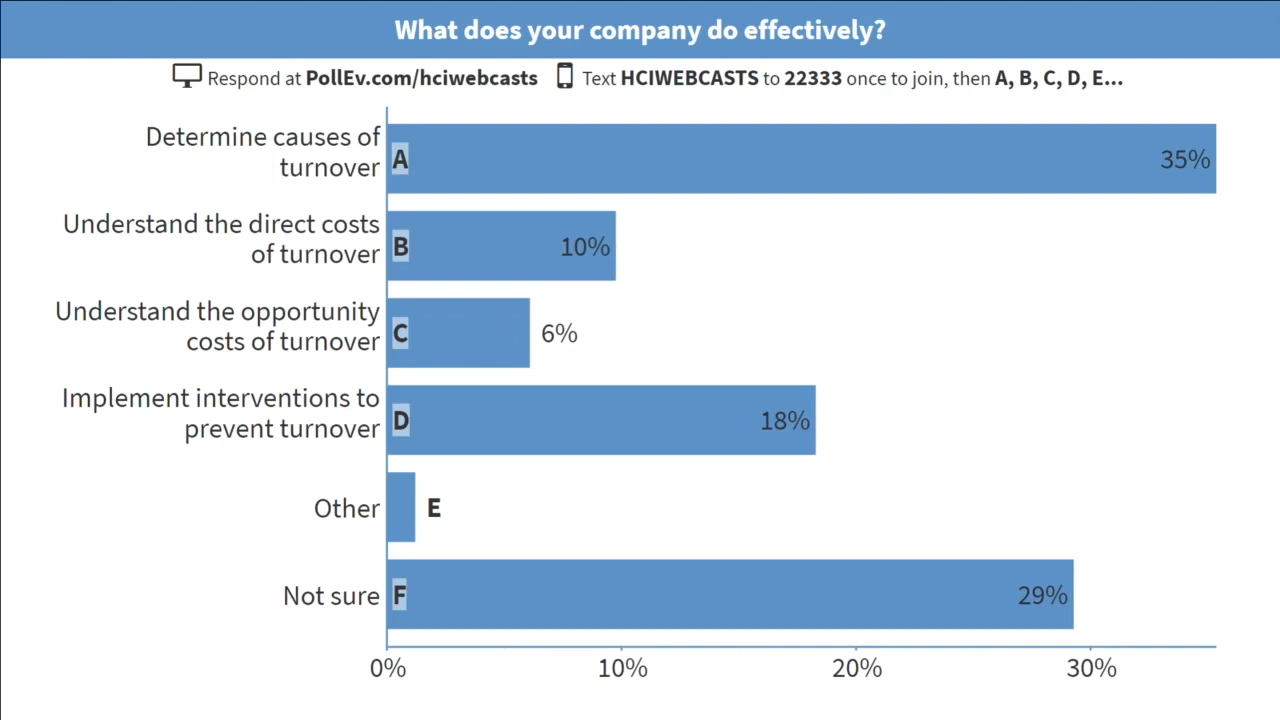 What does your company do effectively?
Respond at PollEv.com/hciwebcasts Text HCIWEBCASTS to 22333 once to join, then A, B, C, D, E...
Determine causes of
turnover
A
35%
Understand the direct costs
of turnover
B
10%
Understand the opportunity
costs of turnover
C
6%
Implement interventions to
prevent turnover
D
18%
Other
E
Not sure
F
29%
0% 10% 20% 30%